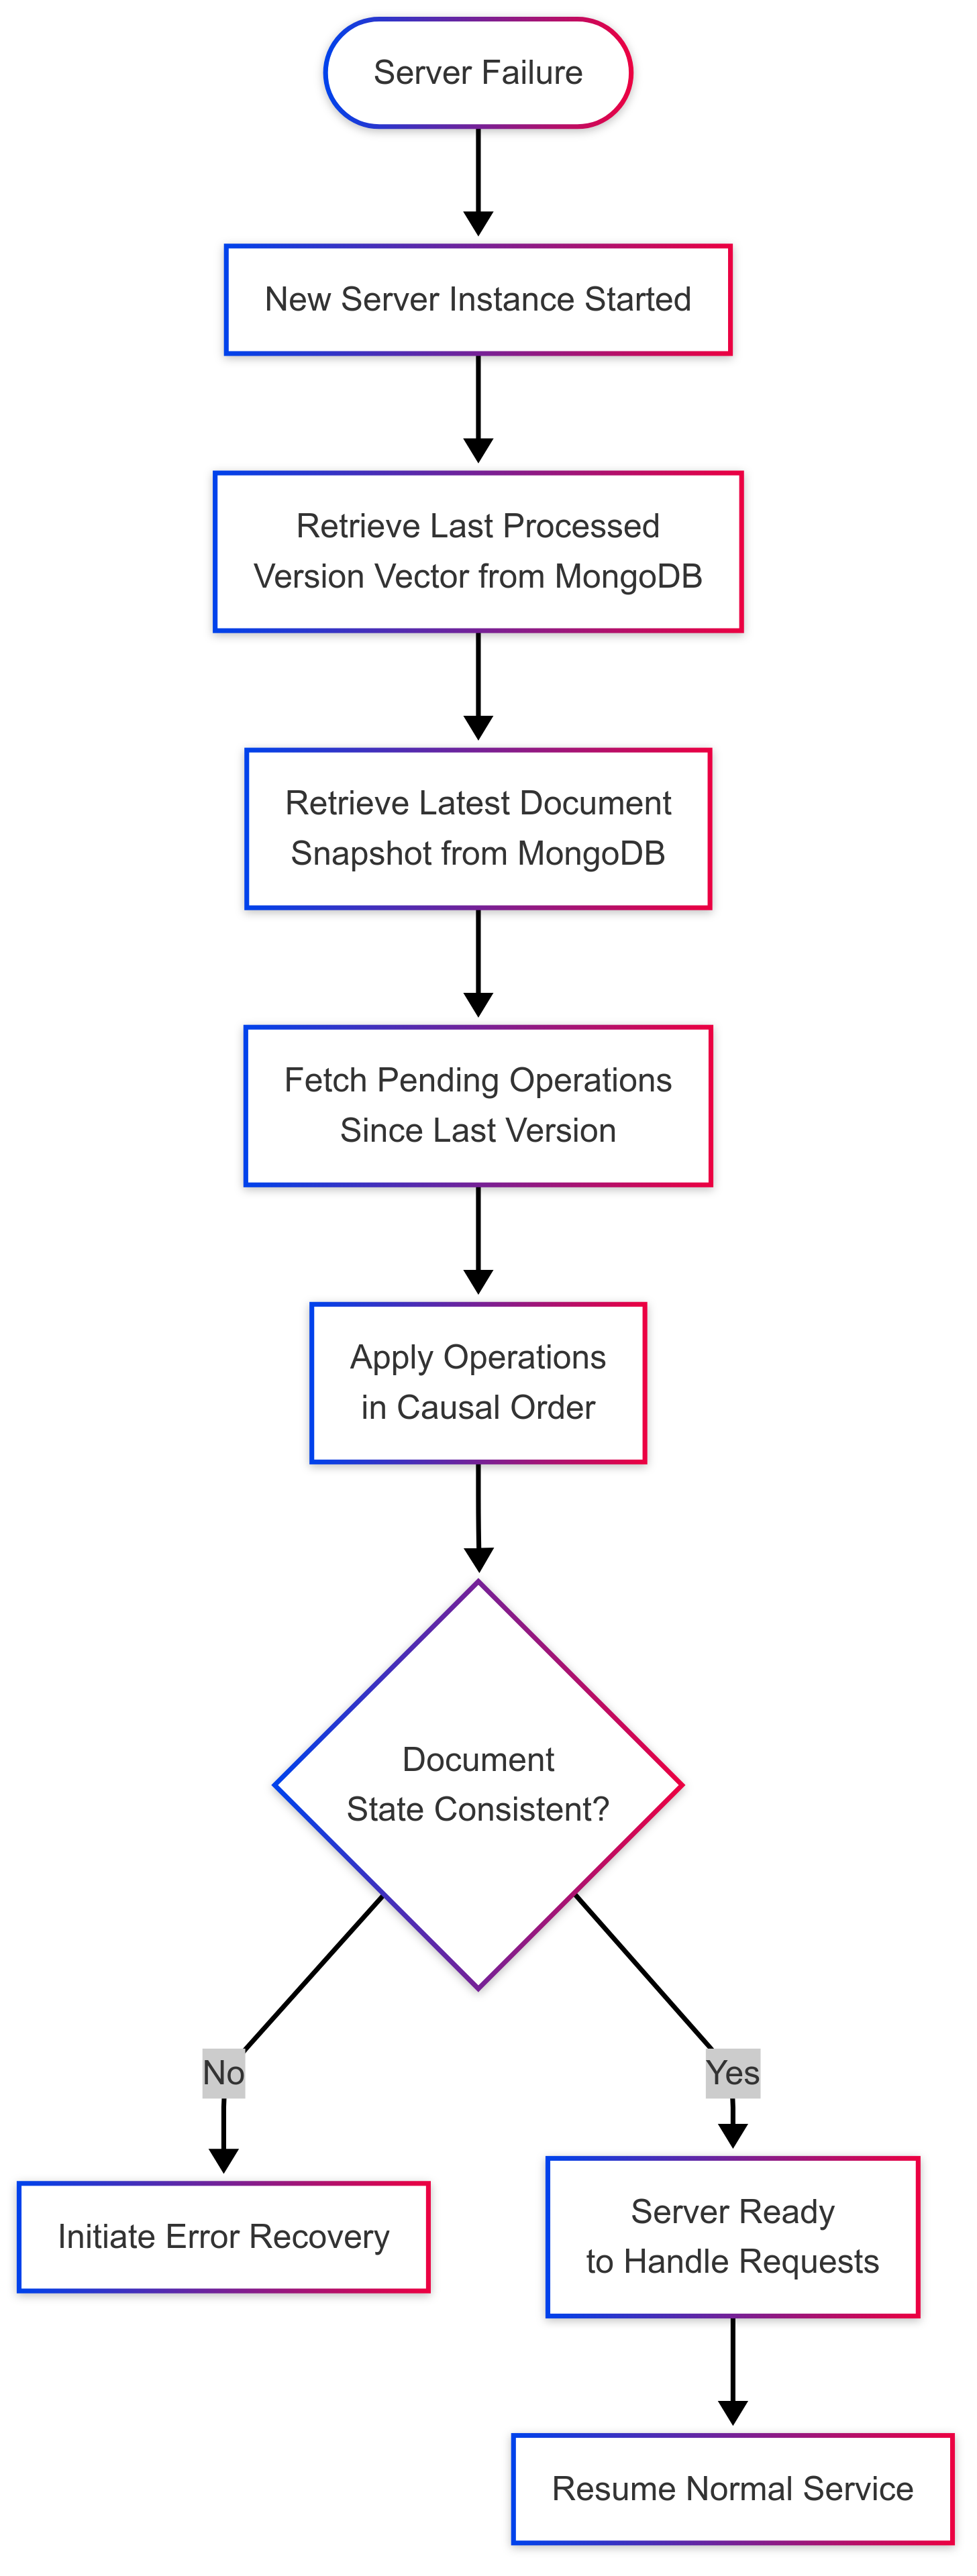 Server Failure
New Server Instance Started
Retrieve Last Processed
Version Vector from MongoDB
Retrieve Latest Document
Snapshot from MongoDB
Fetch Pending Operations
Since Last Version
Apply Operations
in Causal Order
Document
State Consistent?
No
Yes
Initiate Error Recovery
Server Ready
to Handle Requests
Resume Normal Service